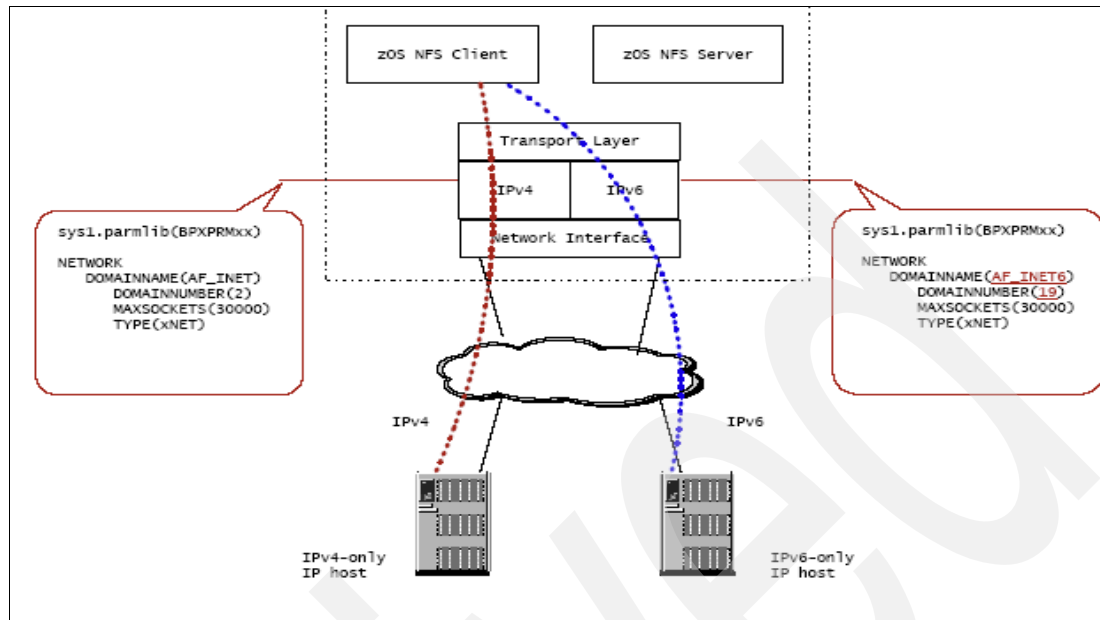 zOS NFS Client
zOS NFS Server
Transport Layer
IPv4
IPv6
Network Interface
sys1.parmlib(BPXPRMxx)
NETWORK
DOMAINNAME(AF_INET)
DOMAINNUMBER(2)
MAXSOCKETS(30000)
TYPE(xNET)
sys1.parmlib(BPXPRMxx)
NETWORK
DOMAINNAME(AF_INET6)
DOMAINNUMBER(19)
MAXSOCKETS(30000)
TYPE(xNET)
IPv4
IPv6
IPv4-only
IP host
IPv6-only
IP host